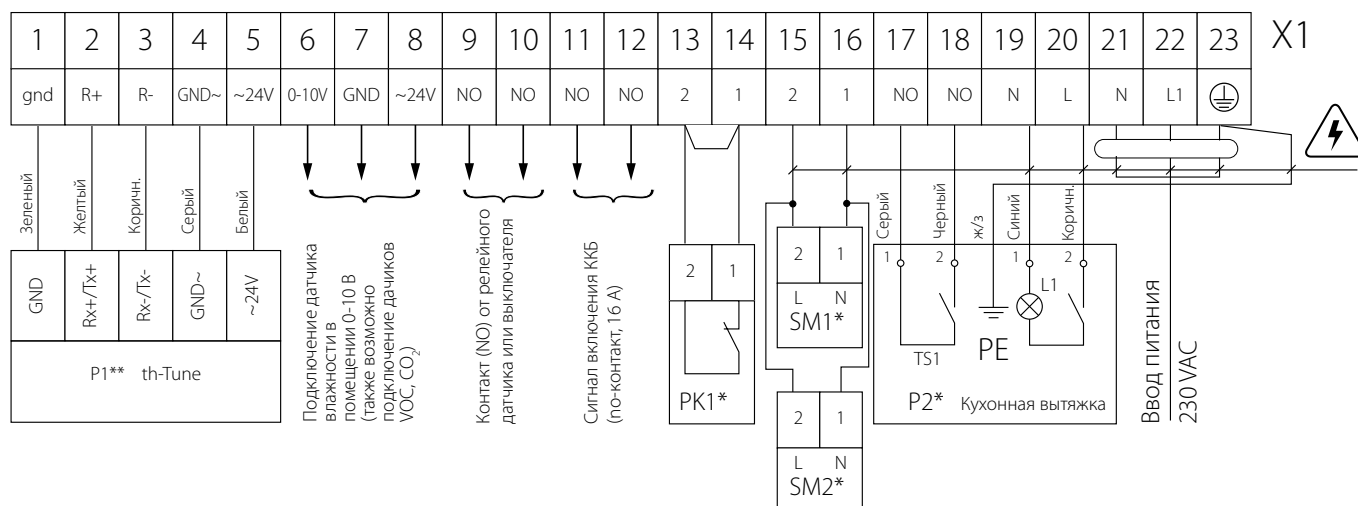 1 2 3 4 5 6 7 8 9 10 11 12 13 14 15 16 17 18 19 20 21 22 23 X1
gnd R+ R- GND~ ~24V 0-10V GND ~24V NO NO NO NO 2 1 2 1 NO NO N L N L1
Зеленый
Желтый
Коричн.
Серый
Белый
GND
Rx+/Tx+
Rx-/Tx-
GND~
~24V
P1** th-Tune
Подключение датчика
влажности в
помещении 0-10 В
(также возможно
подключение дачиков
VOC, CO₂)
Контакт (NO) от релейного
датчика или выключателя
Сигнал включения ККБ
(no-контакт, 16 А)
2 1
PK1*
2 1
L N
SM1*
2 1
L N
SM2*
Серый
Черный
ж/з
Синий
Коричн.
1 2 1 2
L1
TS1
PE
P2* Кухонная вытяжка
Ввод питания
230 VAC